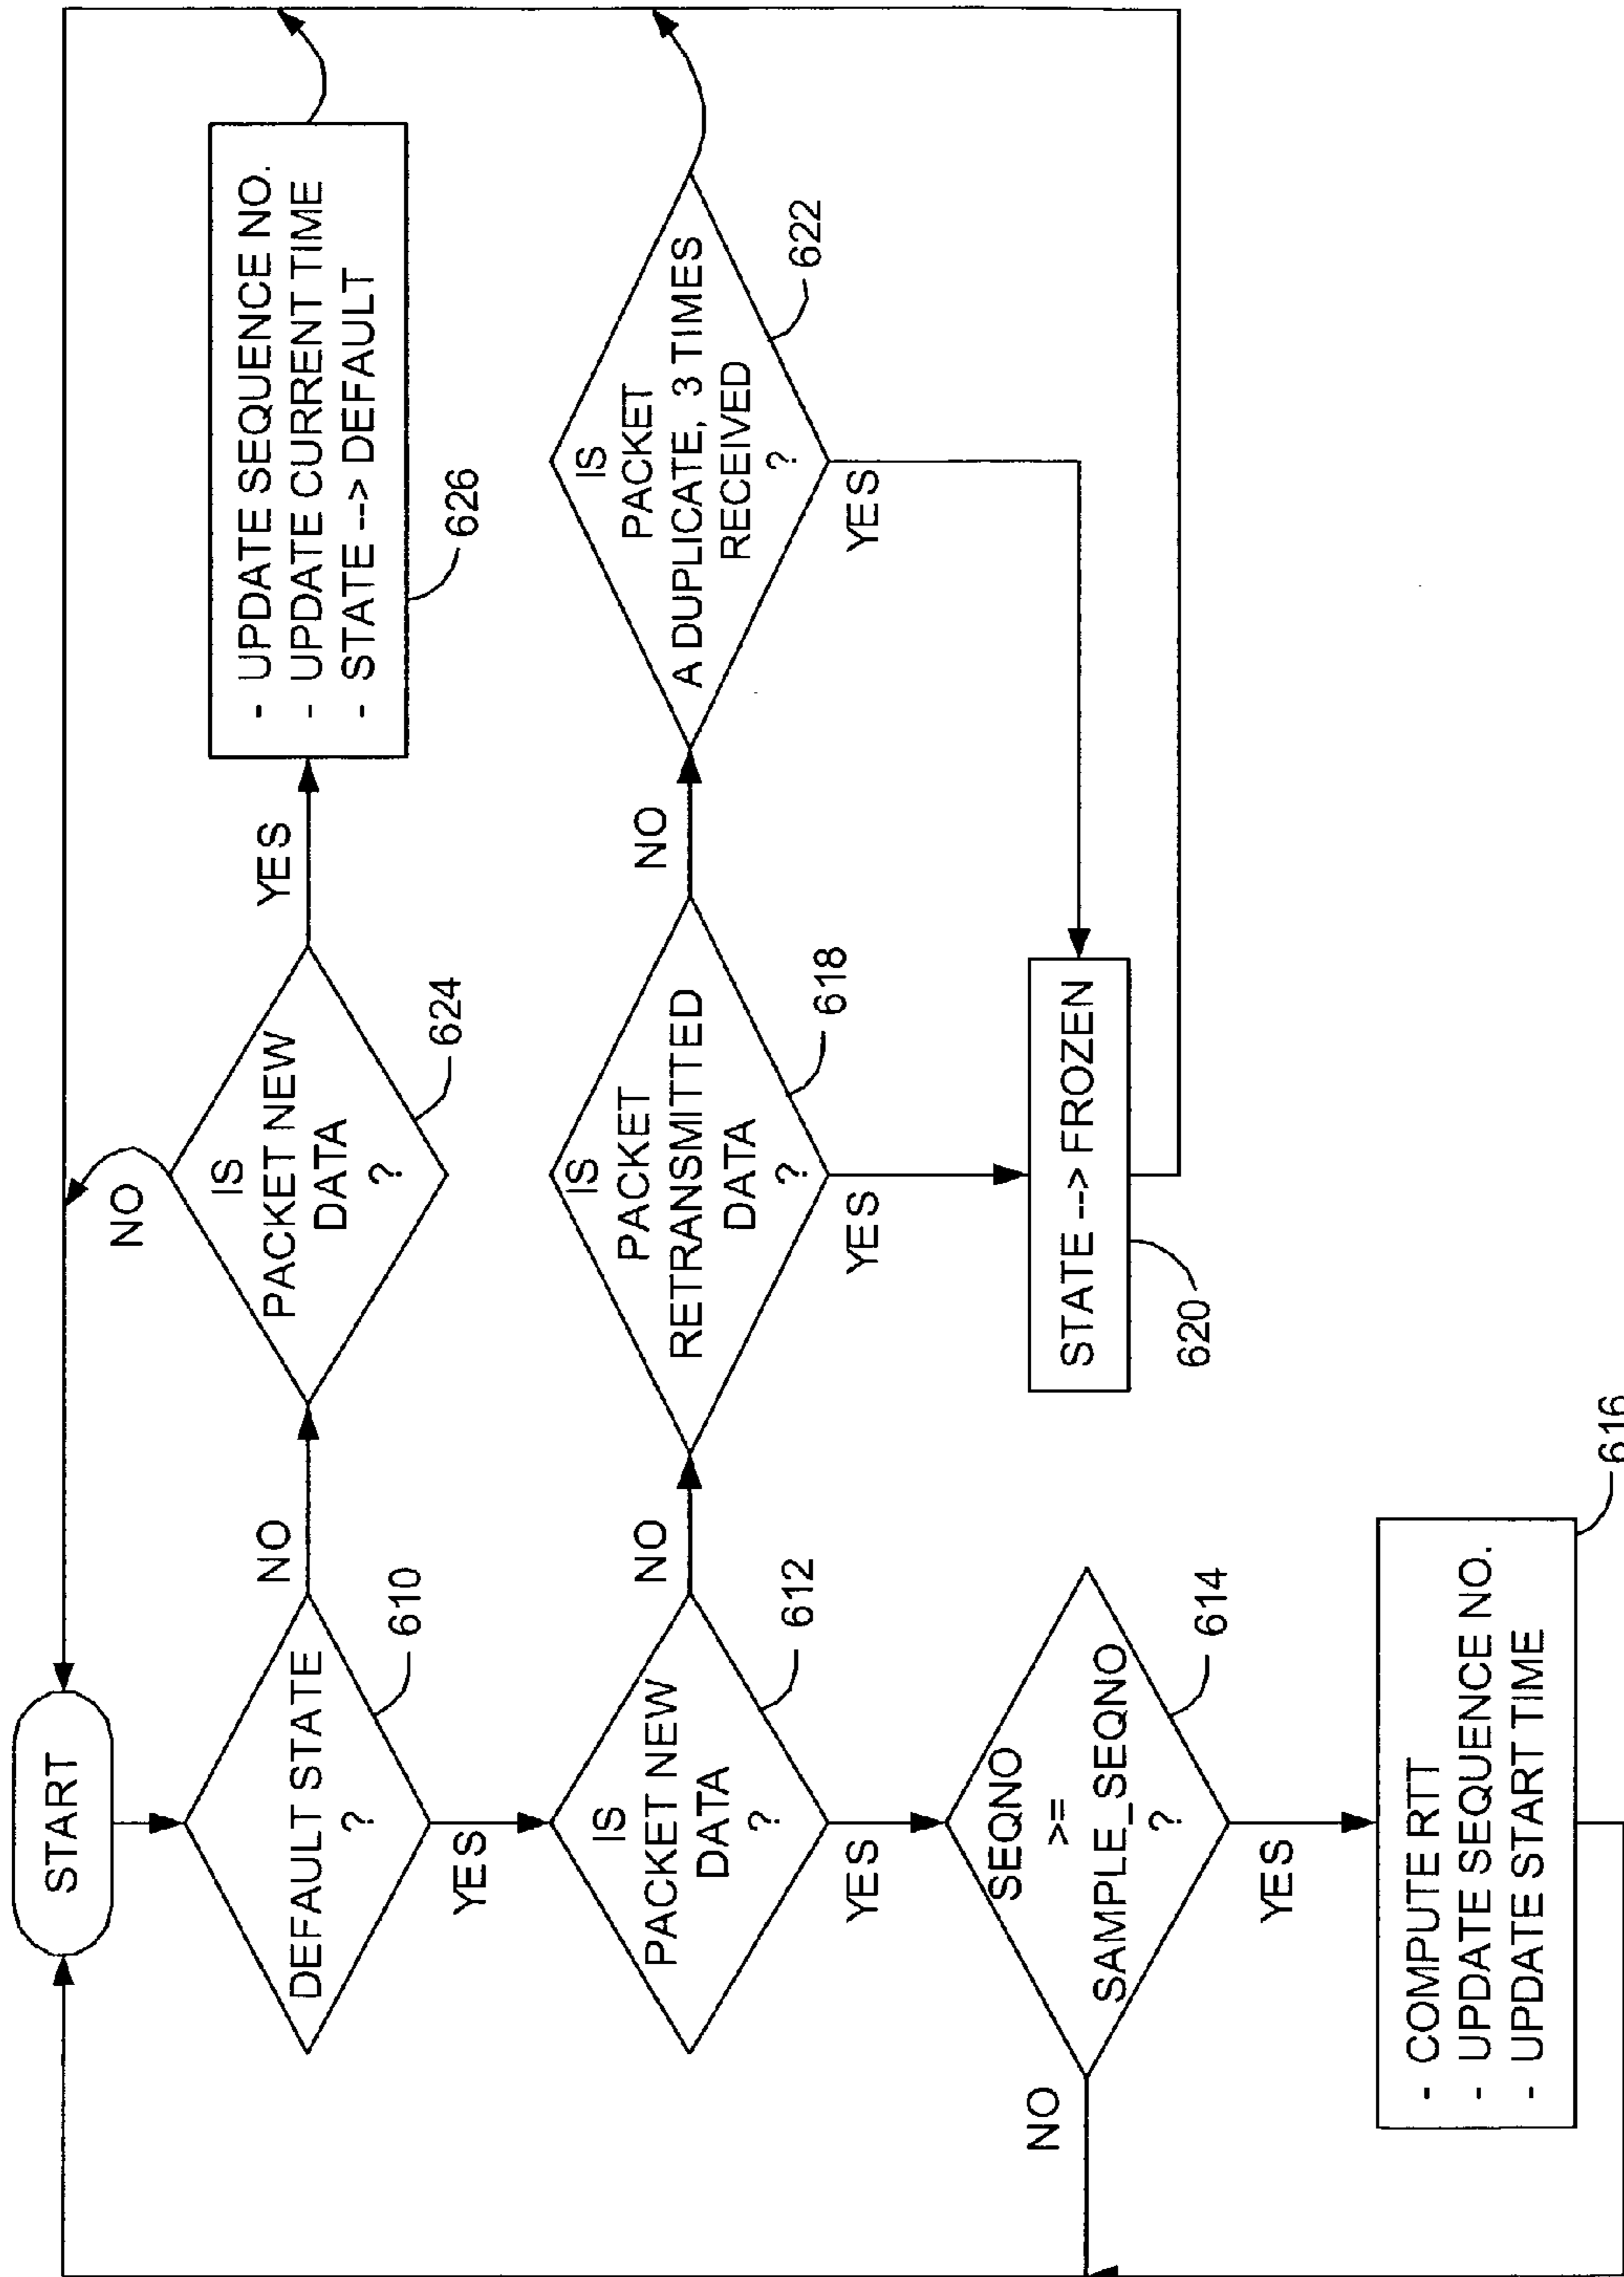 START
DEFAULT STATE
?
610
NO
YES
IS
PACKET NEW
DATA
?
624
NO
YES
- UPDATE SEQUENCE NO.
- UPDATE CURRENT TIME
- STATE --> DEFAULT
626
IS
PACKET NEW
DATA
?
612
NO
YES
IS
PACKET
RETRANSMITTED
DATA
?
618
NO
YES
IS
PACKET
A DUPLICATE, 3 TIMES
RECEIVED
?
622
YES
STATE --> FROZEN
620
SEQNO
>=
SAMPLE_SEQNO
?
614
NO
YES
- COMPUTE RTT
- UPDATE SEQUENCE NO.
- UPDATE START TIME
616